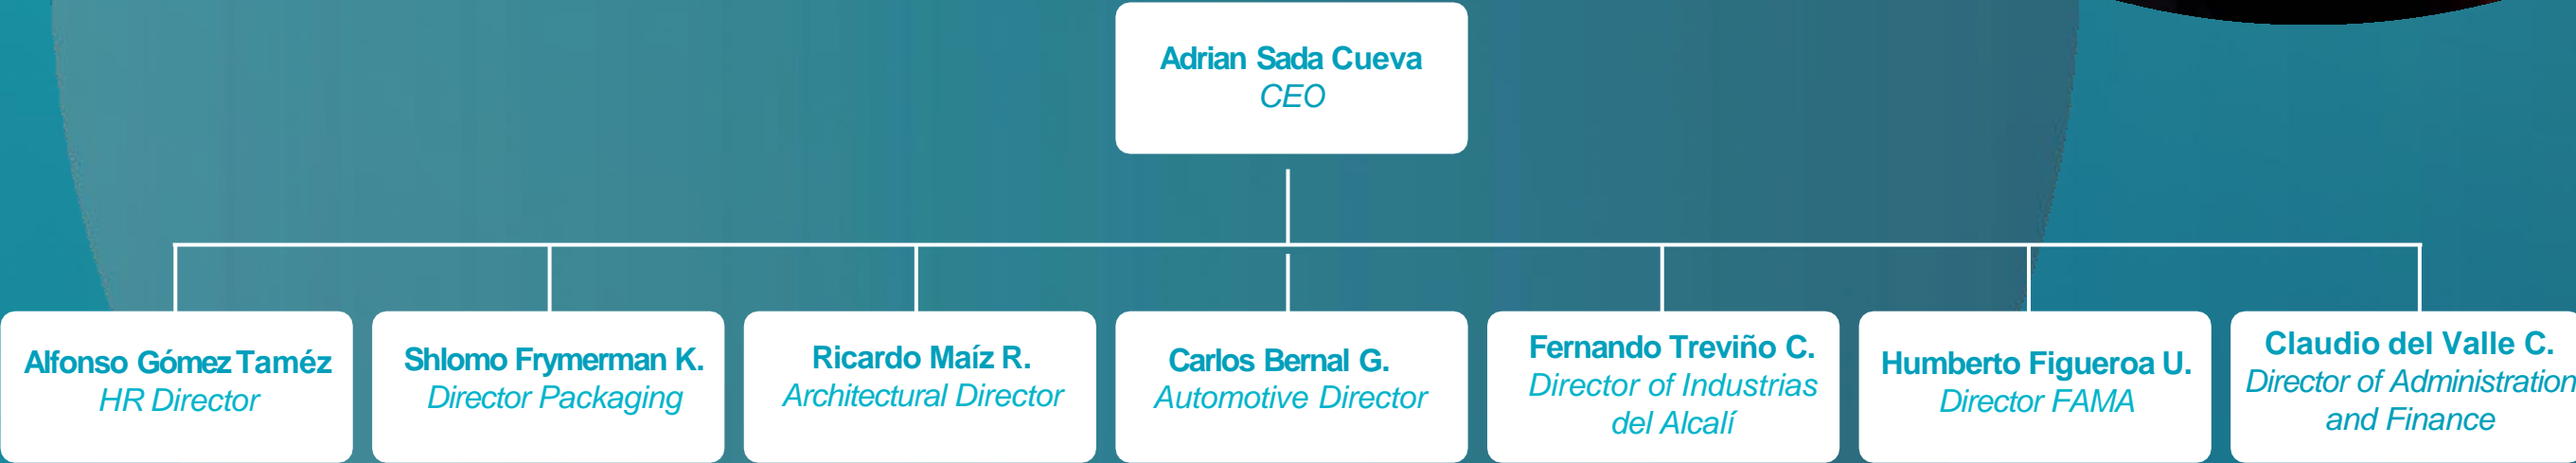 Adrian Sada Cueva
CEO
Alfonso Gómez Taméz
HR Director
Shlomo Frymerman K.
Director Packaging
Ricardo Maíz R.
Architectural Director
Carlos Bernal G.
Automotive Director
Fernando Treviño C.
Director of Industrias
del Alcalí
Humberto Figueroa U.
Director FAMA
Claudio del Valle C.
Director of Administration
and Finance